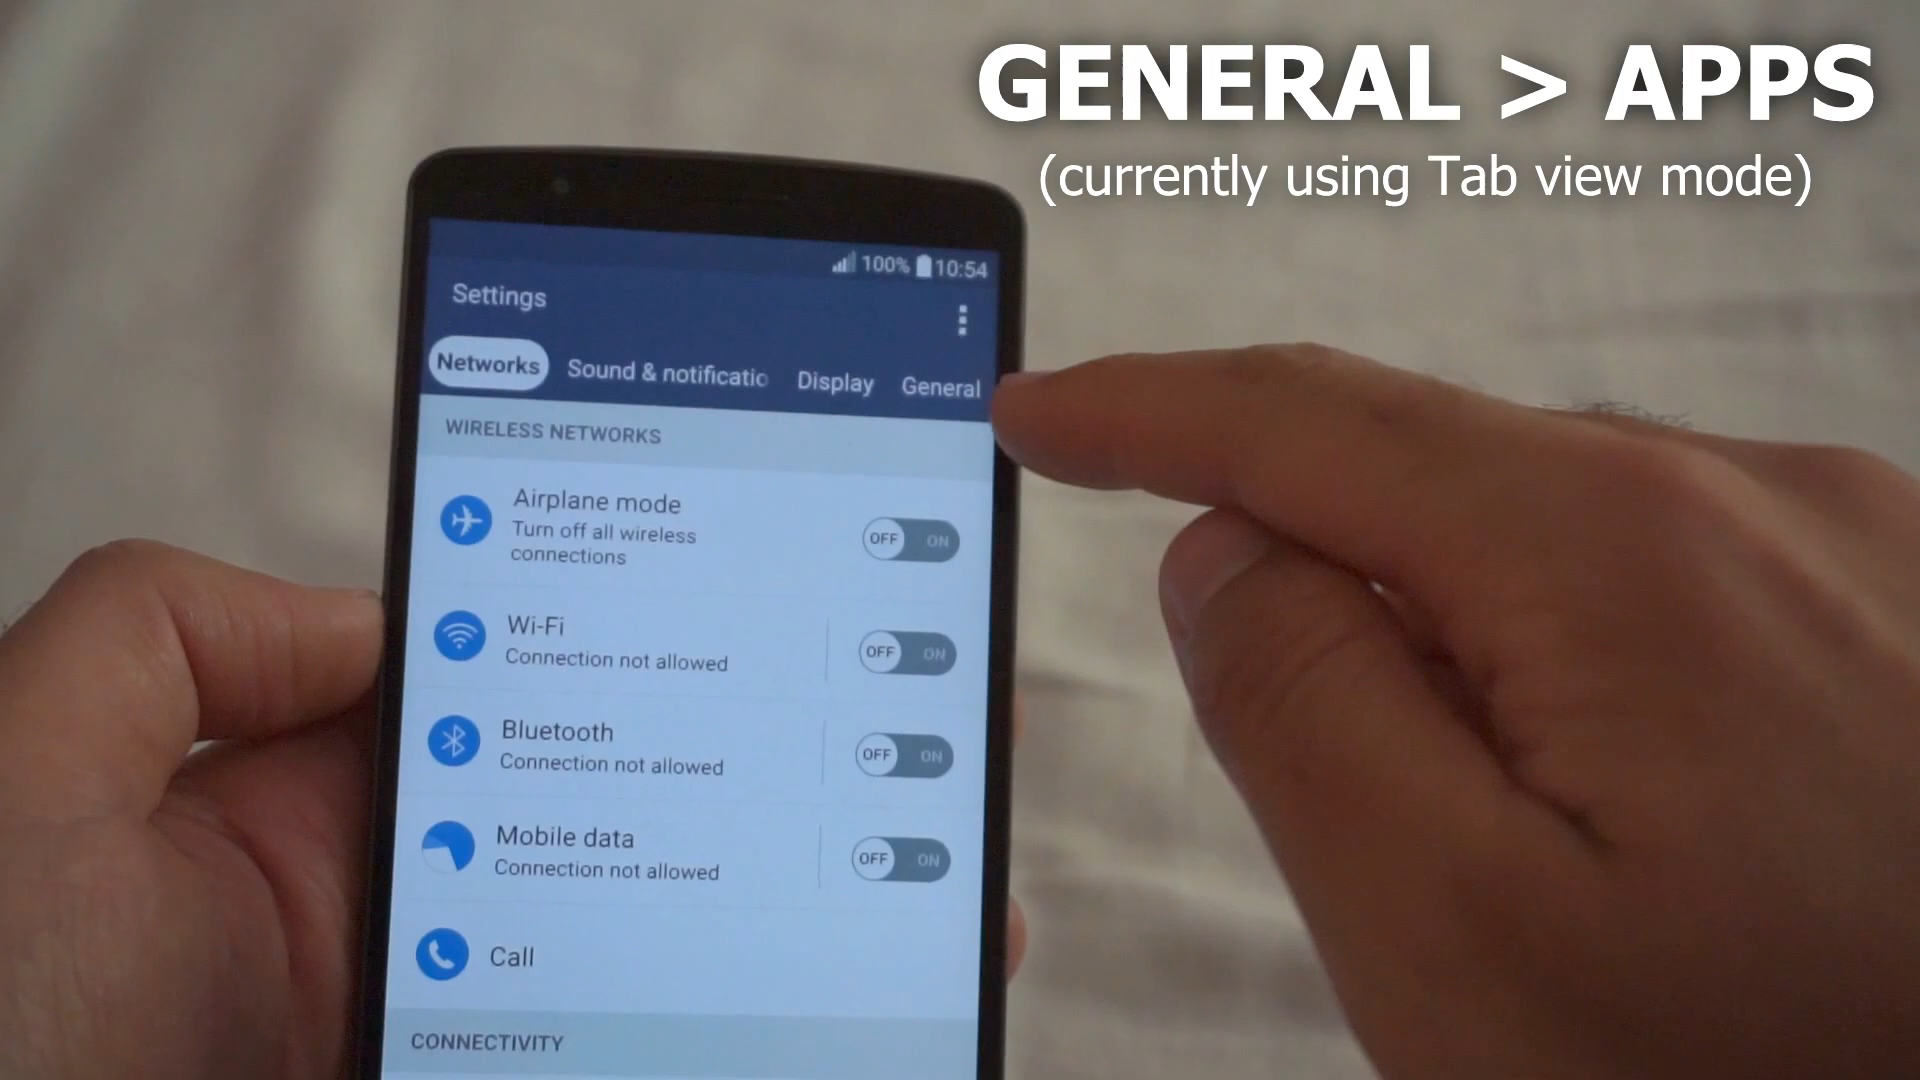 GENERAL > APPS
(currently using Tab view mode)
100% 10:54
Settings
Networks Sound & notificatio Display General
WIRELESS NETWORKS
Airplane mode
Turn off all wireless
connections
OFF ON
Wi-Fi
Connection not allowed
OFF ON
Bluetooth
Connection not allowed
OFF ON
Mobile data
Connection not allowed
OFF ON
Call
CONNECTIVITY